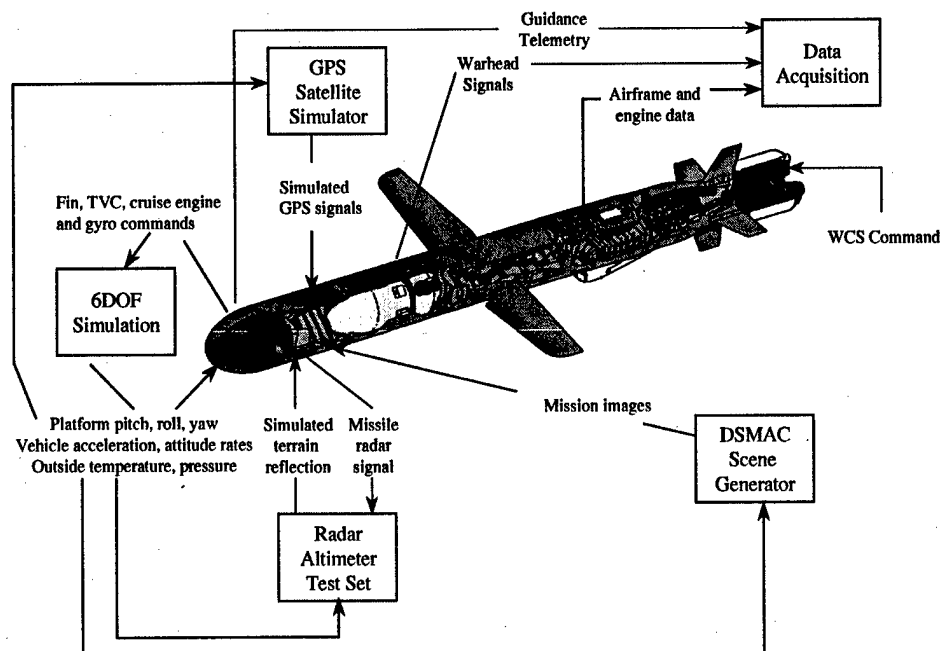 Guidance
Telemetry
GPS
Satellite
Simulator
Warhead
Signals
Data
Acquisition
Airframe and
engine data
Simulated
GPS signals
Fin, TVC, cruise engine
and gyro commands
WCS Command
6DOF
Simulation
Platform pitch, roll, yaw
Vehicle acceleration, attitude rates
Outside temperature, pressure
Simulated
terrain
reflection
Missile
radar
signal
Mission images
DSMAC
Scene
Generator
Radar
Altimeter
Test Set